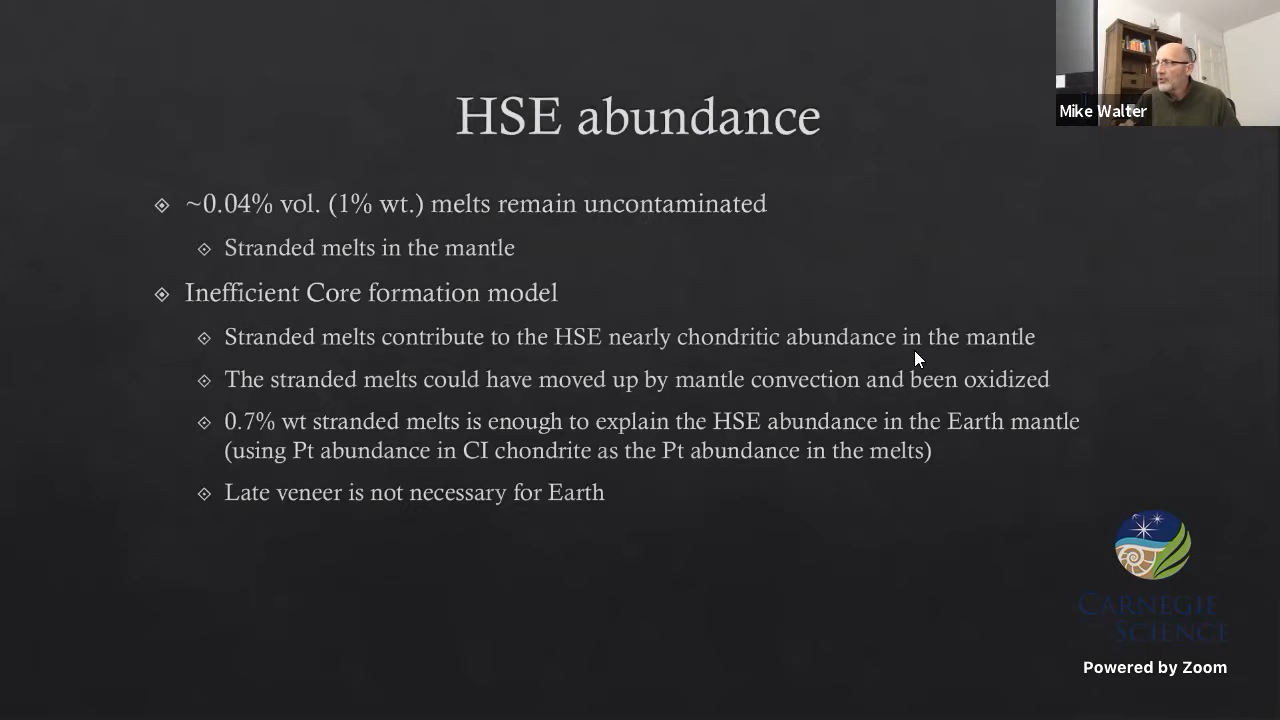 Mike Walter
HSE abundance
~0.04% vol. (1% wt.) melts remain uncontaminated
Stranded melts in the mantle
Inefficient Core formation model
Stranded melts contribute to the HSE nearly chondritic abundance in the mantle
The stranded melts could have moved up by mantle convection and been oxidized
0.7% wt stranded melts is enough to explain the HSE abundance in the Earth mantle
(using Pt abundance in CI chondrite as the Pt abundance in the melts)
Late veneer is not necessary for Earth
CARNEGIE
SCIENCE
Powered by Zoom